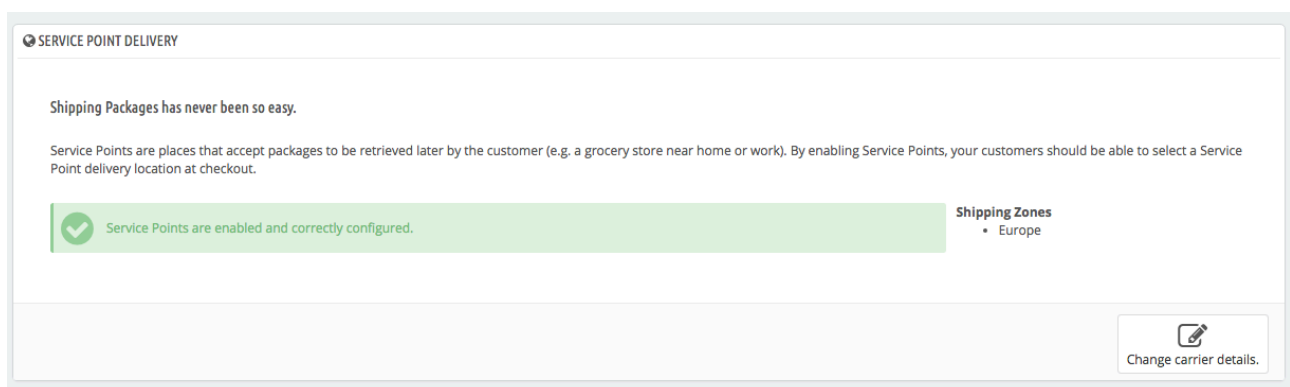 SERVICE POINT DELIVERY
Shipping Packages has never been so easy.
Service Points are places that accept packages to be retrieved later by the customer (e.g. a grocery store near home or work). By enabling Service Points, your customers should be able to select a Service
Point delivery location at checkout.
Service Points are enabled and correctly configured.
Shipping Zones
• Europe
Change carrier details.